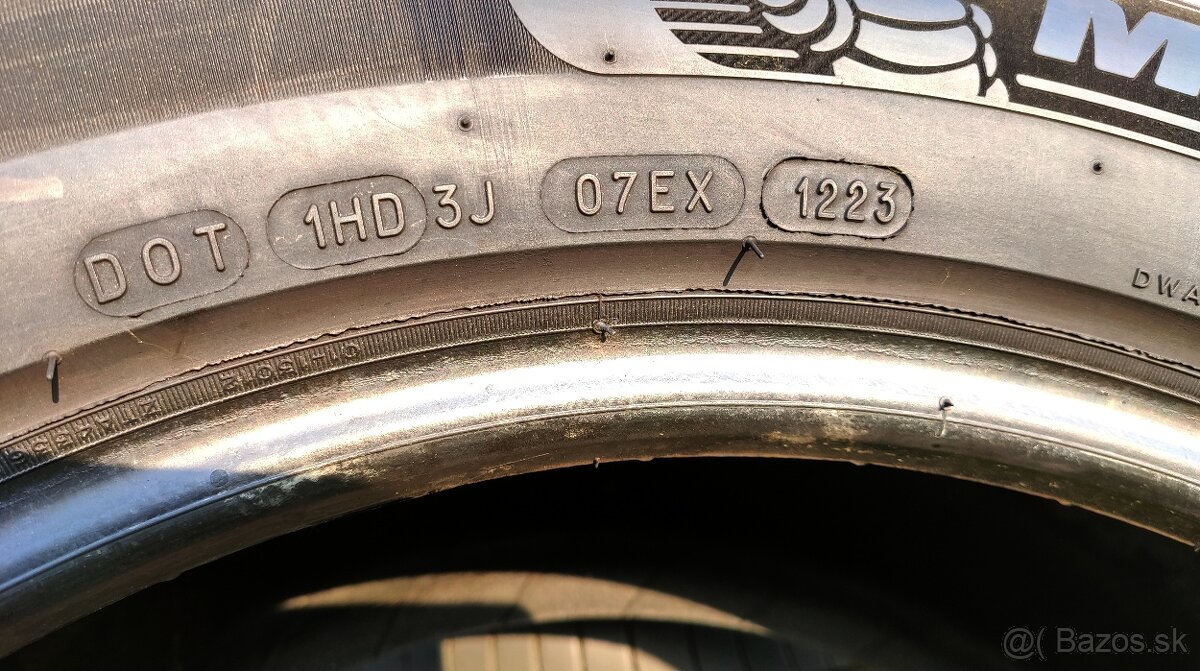 M
DOT 1HD 3J 07EX 1223
DWA
@( Bazos.sk